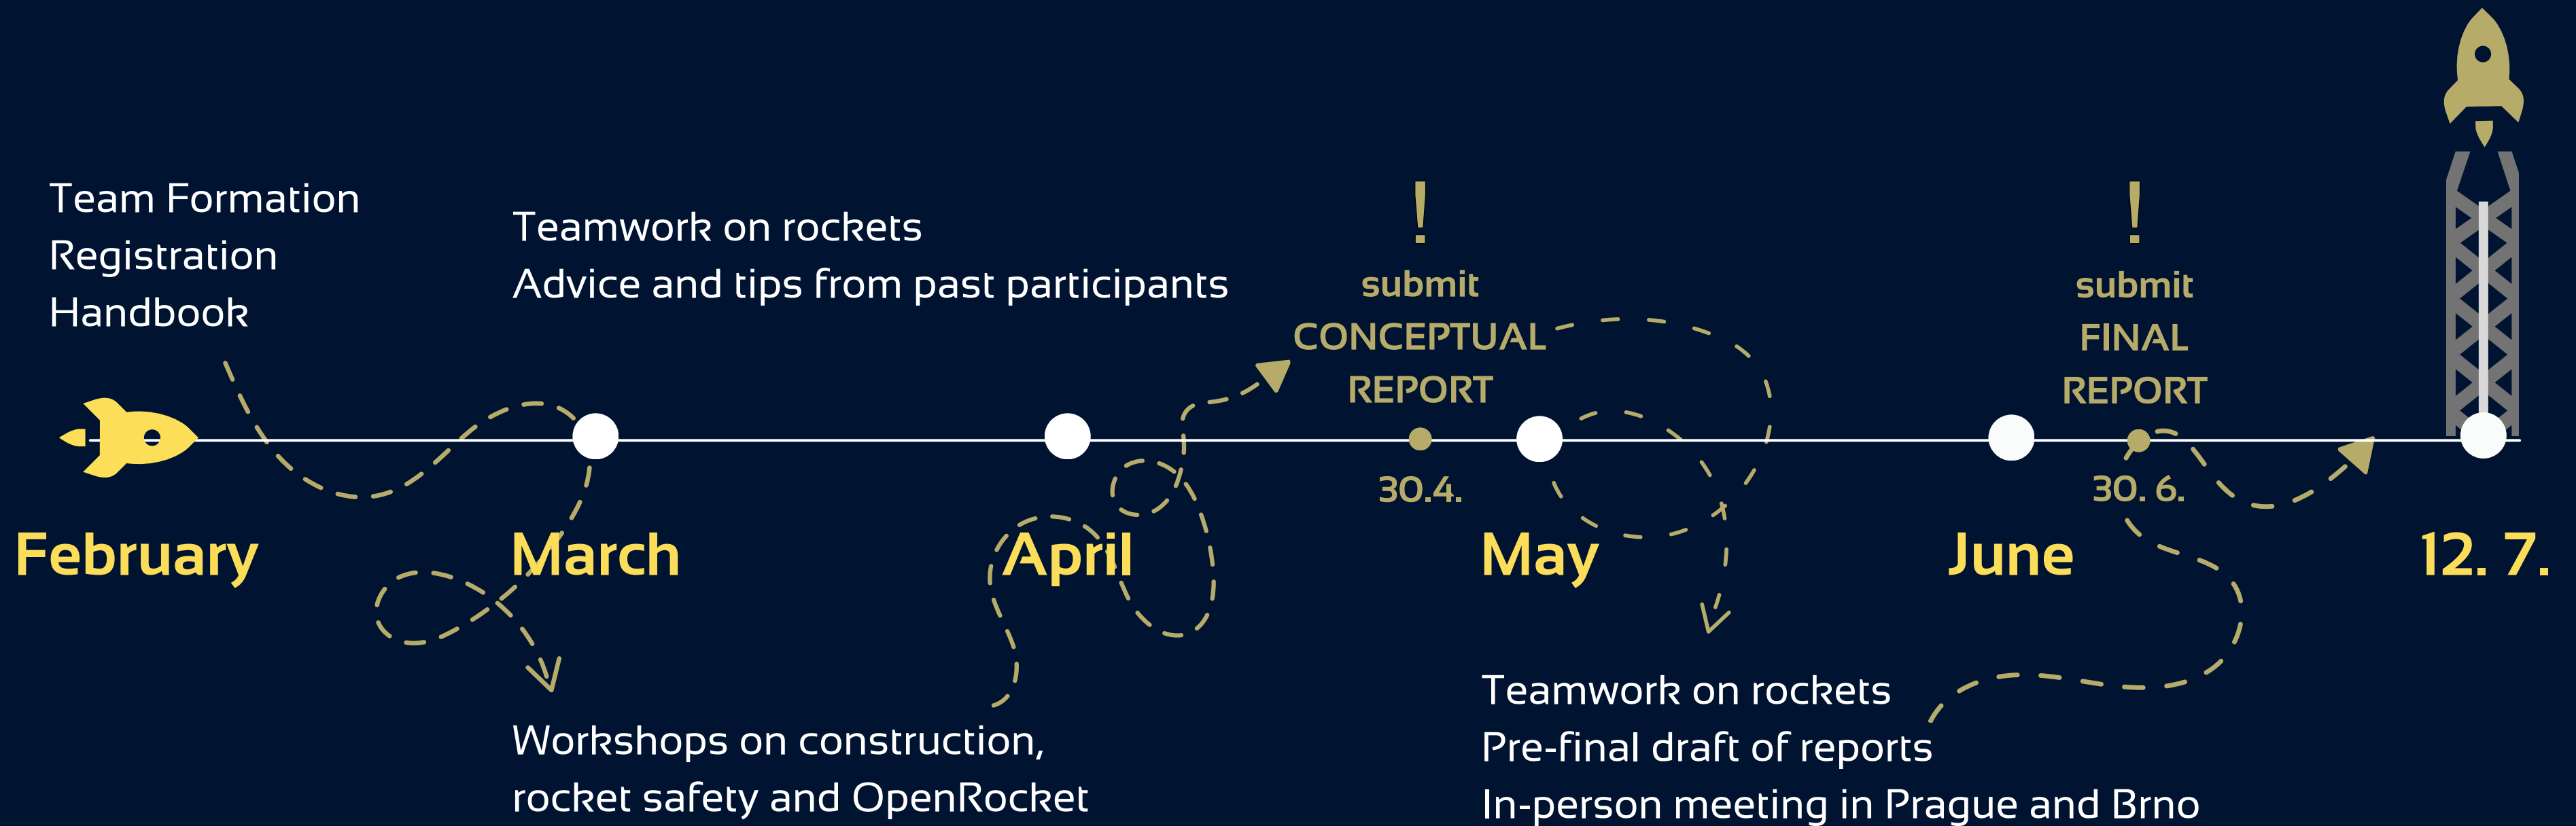 Team Formation
Registration
Handbook
Teamwork on rockets
Advice and tips from past participants
!
submit
CONCEPTUAL
REPORT
!
submit
FINAL
REPORT
30.4.
30. 6.
February
March
April
May
June
12. 7.
Workshops on construction,
rocket safety and OpenRocket
Teamwork on rockets
Pre-final draft of reports
In-person meeting in Prague and Brno